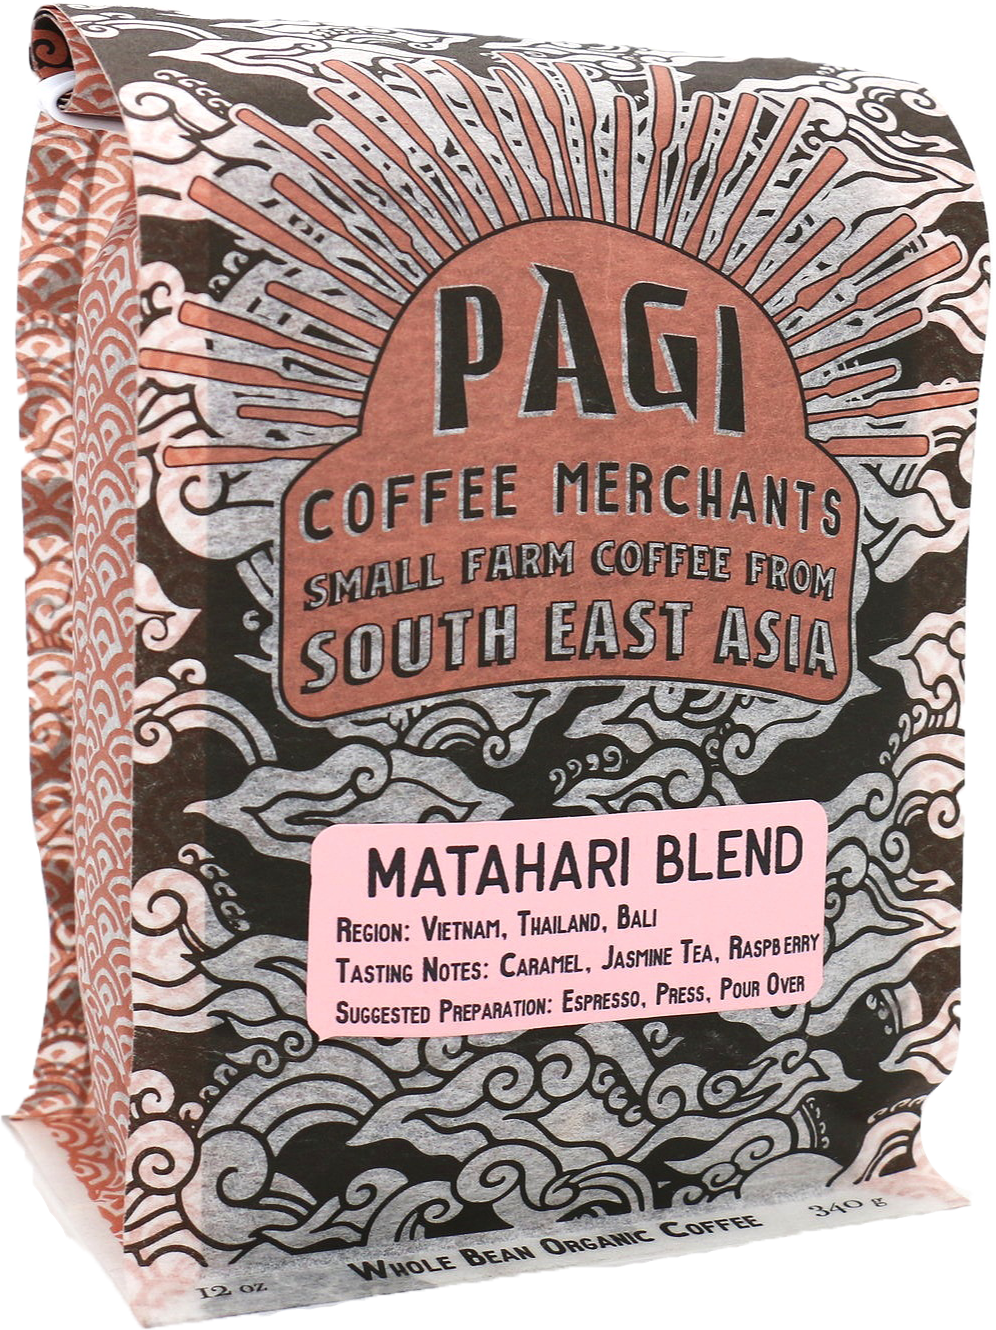 PAGI
COFFEE MERCHANTS
SMALL FARM COFFEE FROM
SOUTH EAST ASIA
MATAHARI BLEND
REGION: VIETNAM, THAILAND, BALI
TASTING NOTES: CARAMEL, JASMINE TEA, RASPBERRY
SUGGESTED PREPARATION: ESPRESSO, PRESS, POUR OVER
12 oz WHOLE BEAN ORGANIC COFFEE 340 g